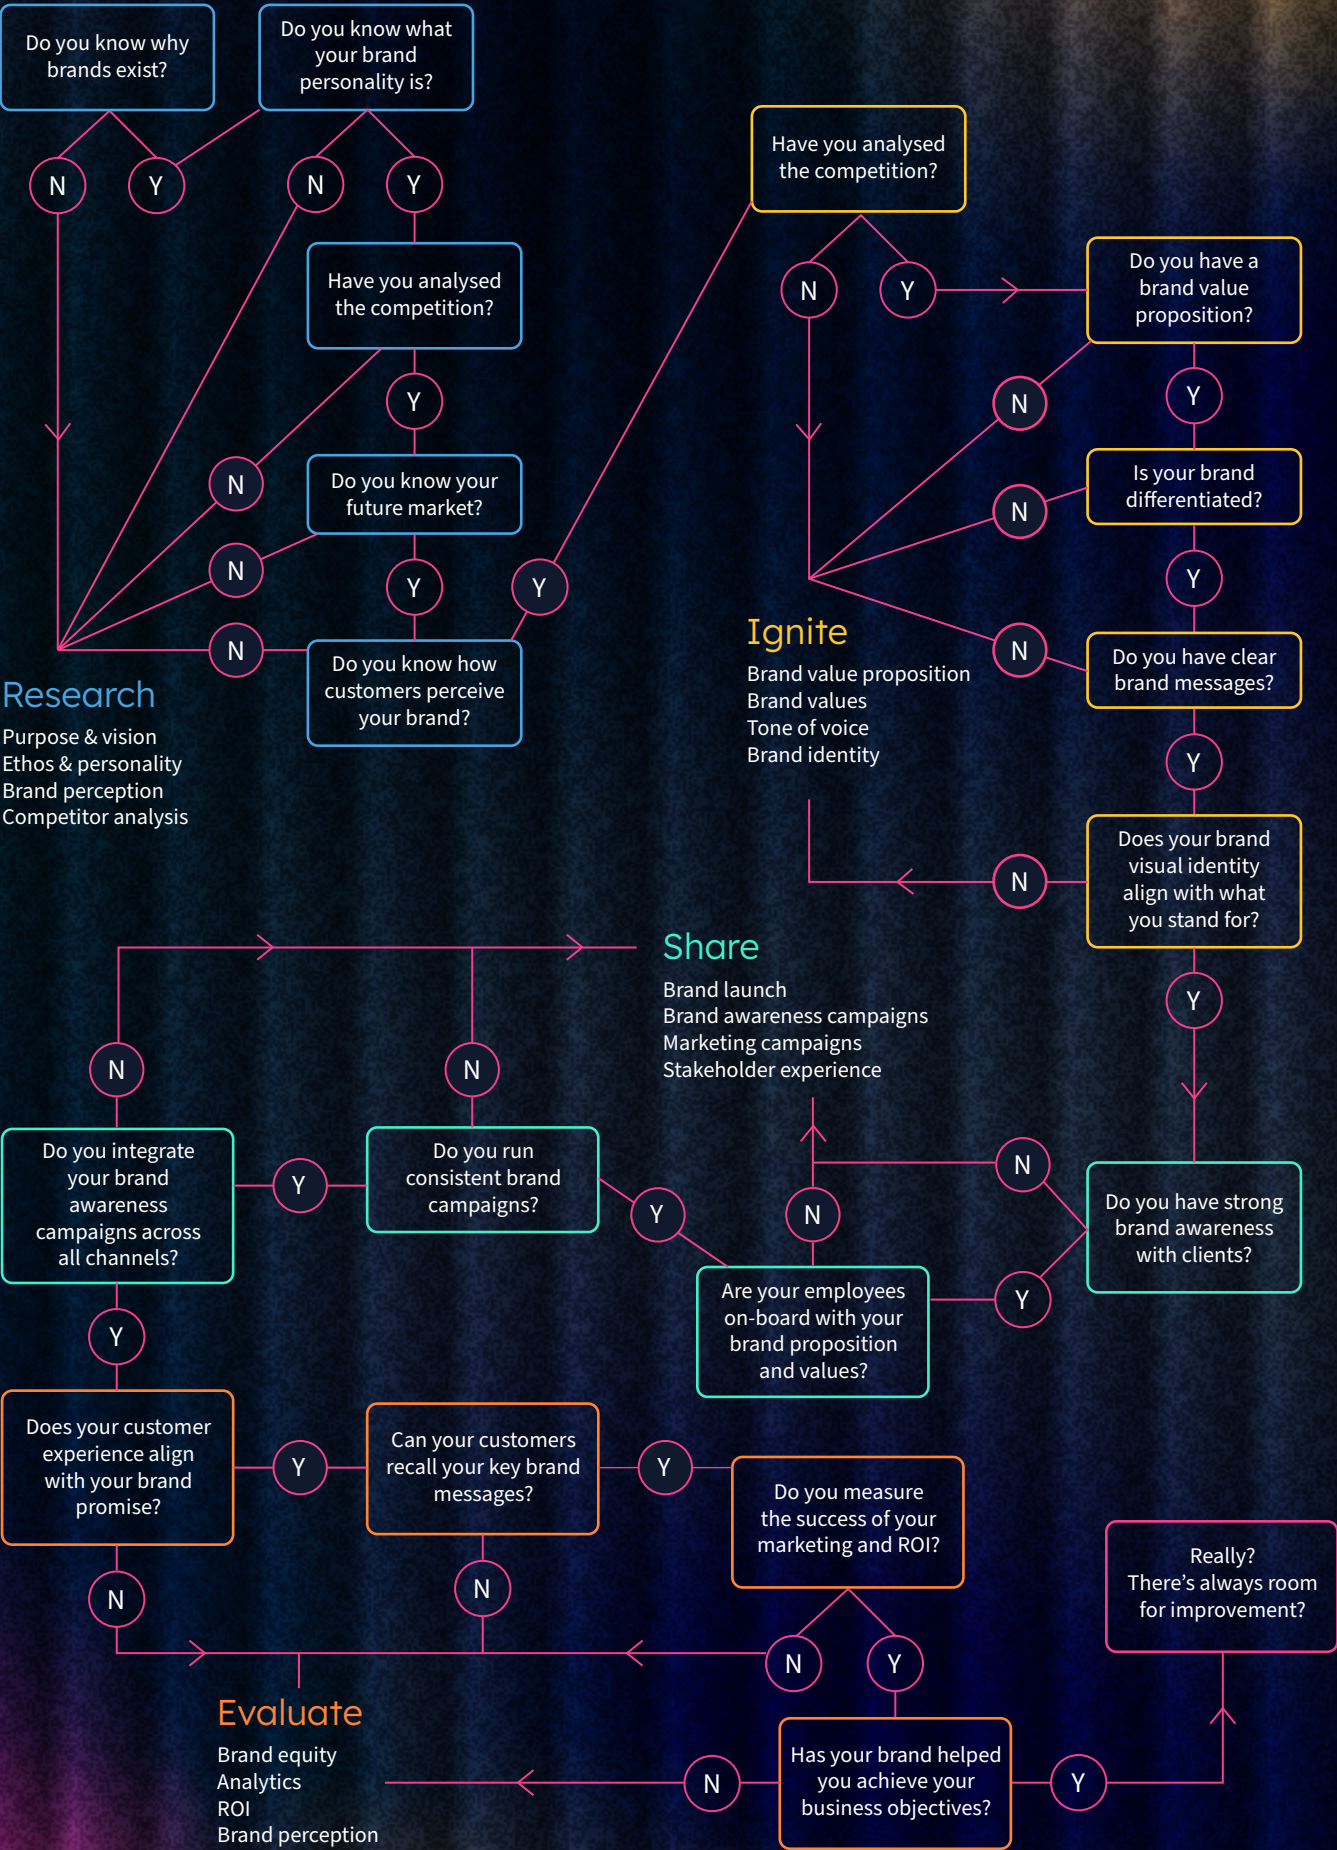 Do you know why
brands exist?
Do you know what
your brand
personality is?
N
Y
N
Y
Have you analysed
the competition?
Y
N
Do you know your
future market?
N
Y
Y
N
Do you know how
customers perceive
your brand?
Research
Purpose & vision
Ethos & personality
Brand perception
Competitor analysis
Have you analysed
the competition?
N
Y
Do you have a
brand value
proposition?
N
Y
Is your brand
differentiated?
N
Y
Do you have clear
brand messages?
N
Ignite
Brand value proposition
Brand values
Tone of voice
Brand identity
Y
Does your brand
visual identity
align with what
you stand for?
N
Y
Share
Brand launch
Brand awareness campaigns
Marketing campaigns
Stakeholder experience
Do you have strong
brand awareness
with clients?
N
Y
N
Are your employees
on-board with your
brand proposition
and values?
Y
Do you run
consistent brand
campaigns?
N
Y
Do you integrate
your brand
awareness
campaigns across
all channels?
N
Y
Does your customer
experience align
with your brand
promise?
Y
N
Can your customers
recall your key brand
messages?
Y
N
Do you measure
the success of your
marketing and ROI?
N
Y
Evaluate
Brand equity
Analytics
ROI
Brand perception
N
Has your brand helped
you achieve your
business objectives?
Y
Really?
There's always room
for improvement?